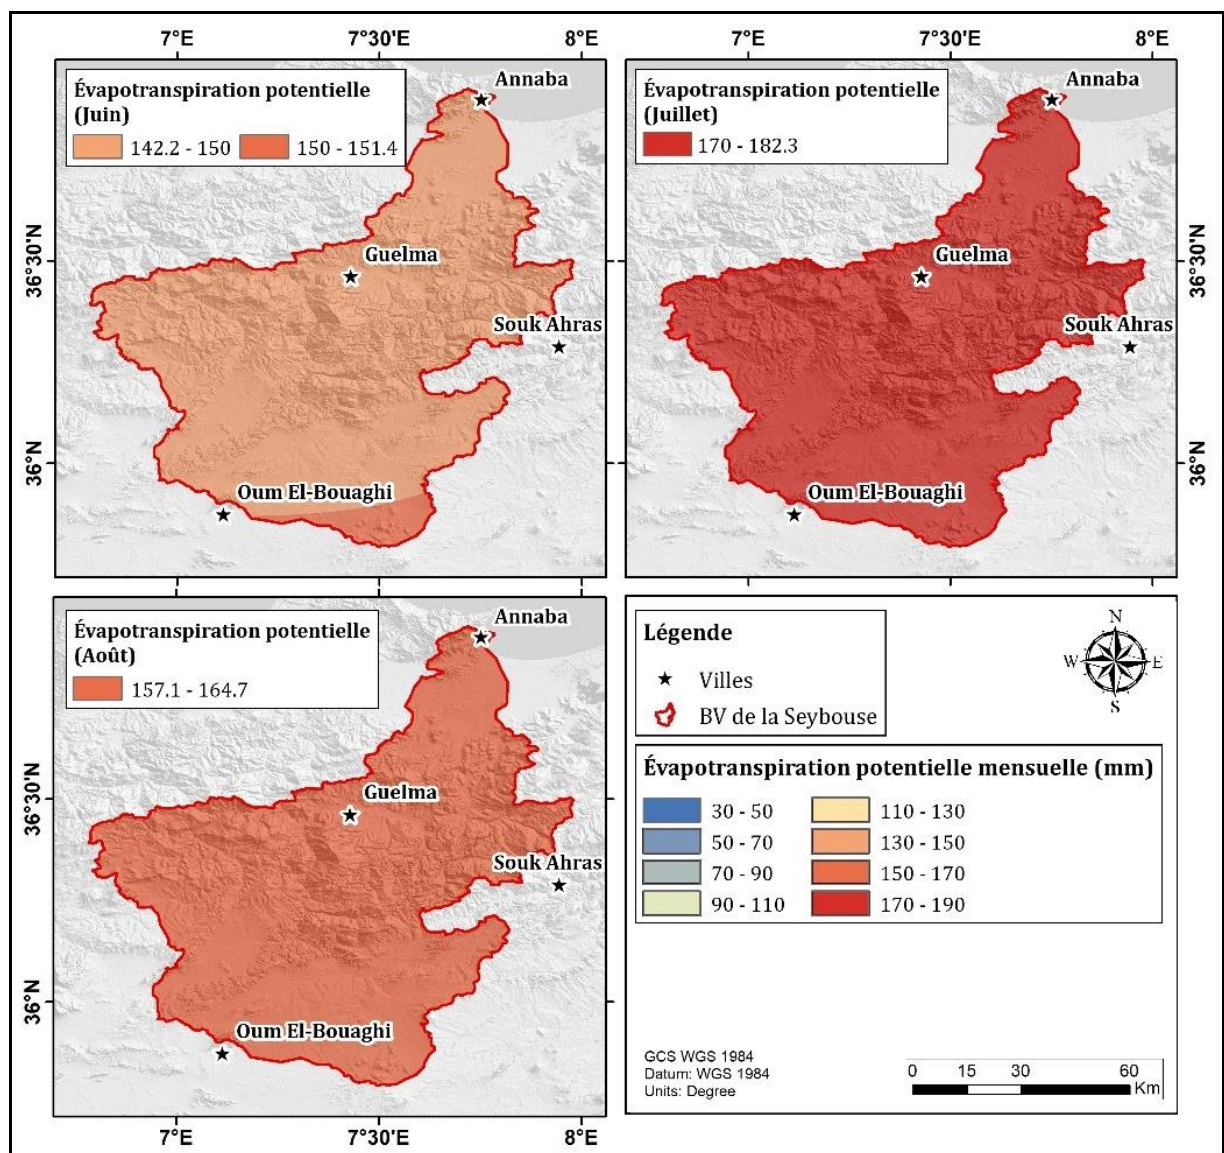 7°E 7°30'E 8°E
7°E 7°30'E 8°E
Évapotranspiration potentielle
(Juin)
142.2 - 150 150 - 151.4
Annaba
Guelma
Souk Ahras
Oum El-Bouaghi
36°30'N
36°N
Évapotranspiration potentielle
(Juillet)
170 - 182.3
Annaba
Guelma
Souk Ahras
Oum El-Bouaghi
36°30'N
36°N
Évapotranspiration potentielle
(Août)
157.1 - 164.7
Annaba
Guelma
Souk Ahras
Oum El-Bouaghi
36°30'N
36°N
7°E 7°30'E 8°E
Légende
Villes
BV de la Seybouse
N
W E
S
Évapotranspiration potentielle mensuelle (mm)
30 - 50 110 - 130
50 - 70 130 - 150
70 - 90 150 - 170
90 - 110 170 - 190
GCS WGS 1984
Datum: WGS 1984
Units: Degree
0 15 30 60
Km